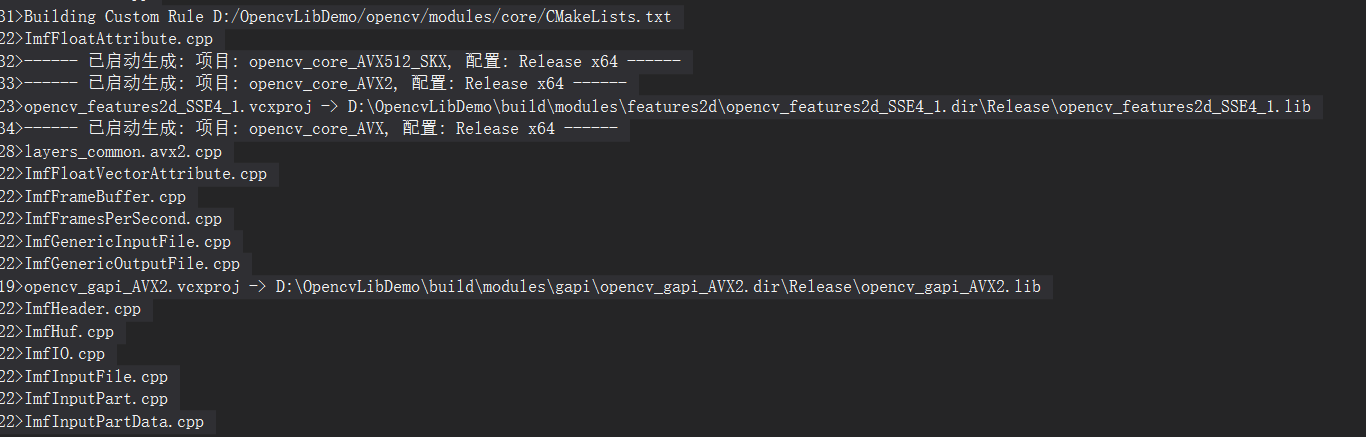 31>Building Custom Rule D:/OpencvLibDemo/opencv/modules/core/CMakeLists.txt
22>ImfFloatAttribute.cpp
32>------ 已启动生成: 项目: opencv_core_AVX512_SKX, 配置: Release x64 ------
33>------ 已启动生成: 项目: opencv_core_AVX2, 配置: Release x64 ------
23>opencv_features2d_SSE4_1.vcxproj -> D:\OpencvLibDemo\build\modules\features2d\opencv_features2d_SSE4_1.dir\Release\opencv_features2d_SSE4_1.lib
34>------ 已启动生成: 项目: opencv_core_AVX, 配置: Release x64 ------
28>layers_common.avx2.cpp
22>ImfFloatVectorAttribute.cpp
22>ImfFrameBuffer.cpp
22>ImfFramesPerSecond.cpp
22>ImfGenericInputFile.cpp
22>ImfGenericOutputFile.cpp
19>opencv_gapi_AVX2.vcxproj -> D:\OpencvLibDemo\build\modules\gapi\opencv_gapi_AVX2.dir\Release\opencv_gapi_AVX2.lib
22>ImfHeader.cpp
22>ImfHuf.cpp
22>ImfIO.cpp
22>ImfInputFile.cpp
22>ImfInputPart.cpp
22>ImfInputPartData.cpp